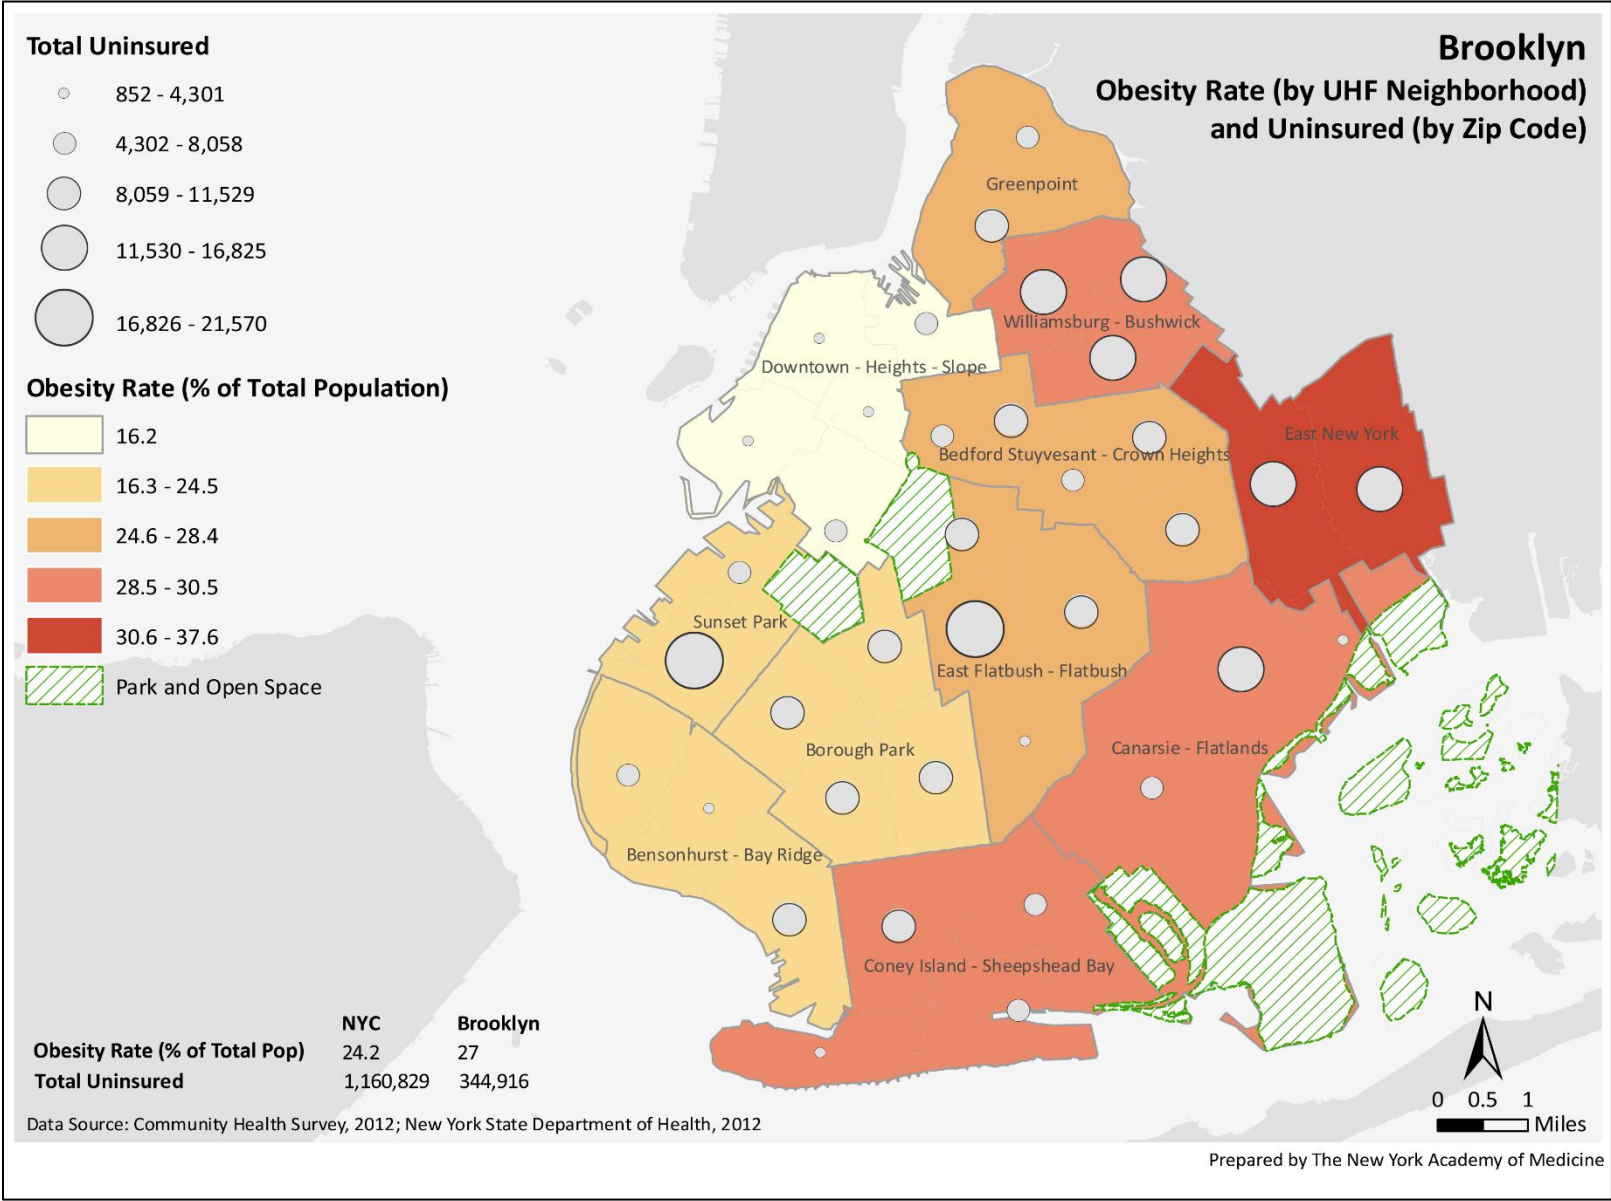 Brooklyn
Obesity Rate (by UHF Neighborhood)
and Uninsured (by Zip Code)
Total Uninsured
852 - 4,301
4,302 - 8,058
8,059 - 11,529
11,530 - 16,825
16,826 - 21,570
Obesity Rate (% of Total Population)
16.2
16.3 - 24.5
24.6 - 28.4
28.5 - 30.5
30.6 - 37.6
Park and Open Space
Greenpoint
Williamsburg - Bushwick
Downtown - Heights - Slope
East New York
Bedford Stuyvesant - Crown Heights
Sunset Park
East Flatbush - Flatbush
Canarsie - Flatlands
Borough Park
Bensonhurst - Bay Ridge
Coney Island - Sheepshead Bay
NYC Brooklyn
Obesity Rate (% of Total Pop) 24.2 27
Total Uninsured 1,160,829 344,916
Data Source: Community Health Survey, 2012; New York State Department of Health, 2012
N
0 0.5 1
Miles
Prepared by The New York Academy of Medicine